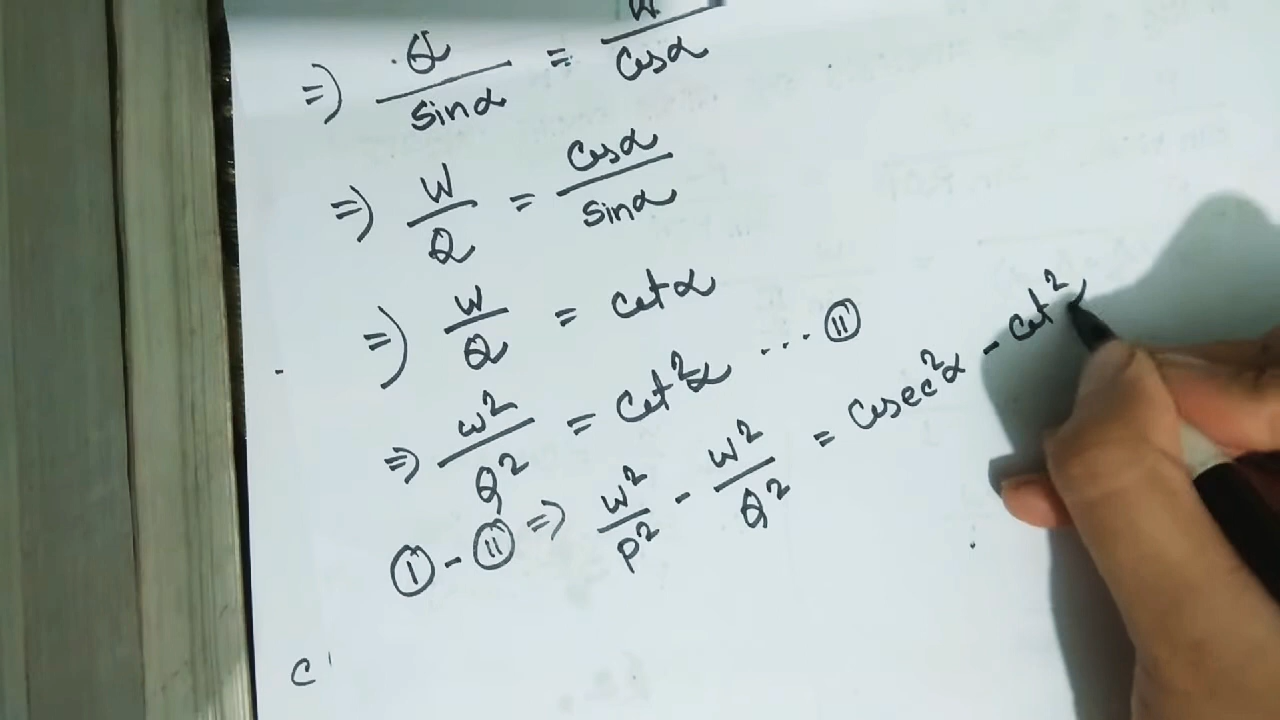 ⇒) Q/sinα = W/cosα
⇒) W/Q = cosα/sinα
⇒) W/Q = cotα
⇒) W²/Q² = cot²α ... (II)
(I) - (II) ⇒) W²/P² - W²/Q² = cosec²α - cot²
c